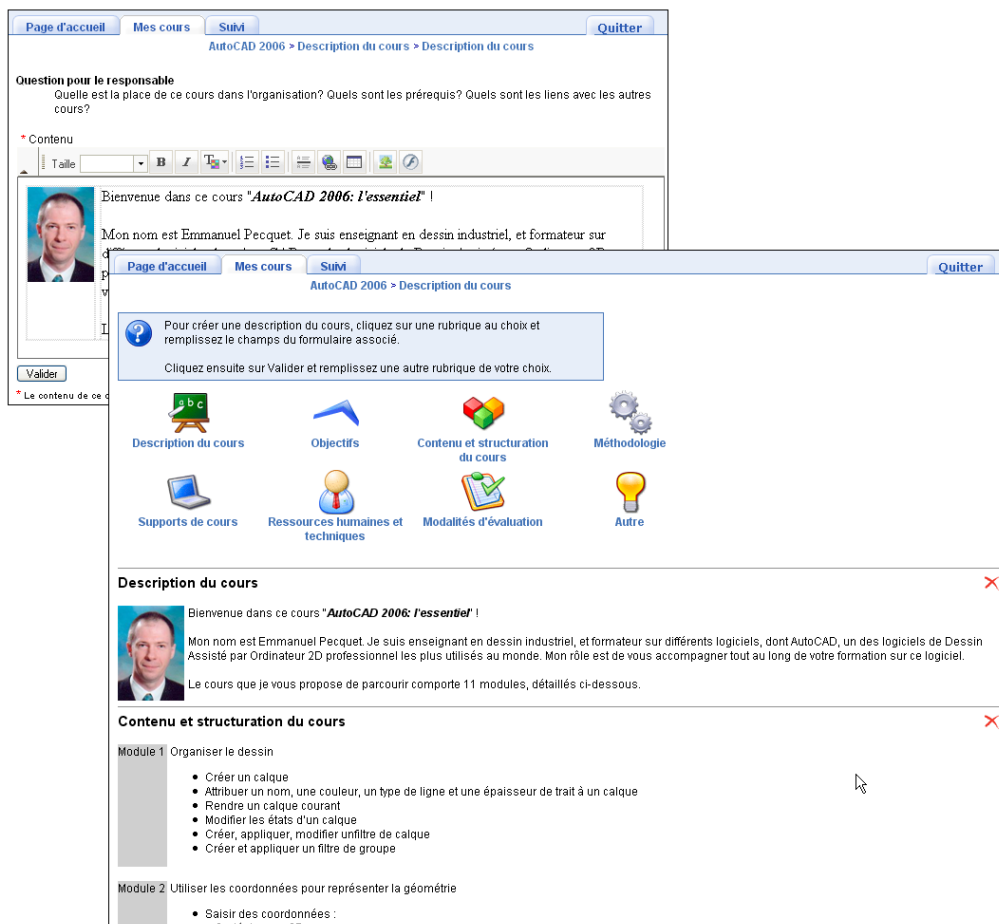 Page d'accueil Mes cours Suivi Quitter
AutoCAD 2006 > Description du cours > Description du cours
Question pour le responsable
Quelle est la place de ce cours dans l'organisation? Quels sont les prérequis? Quels sont les liens avec les autres
cours?
* Contenu
Taille
Bienvenue dans ce cours "AutoCAD 2006: l'essentiel" !
Mon nom est Emmanuel Pecquet. Je suis enseignant en dessin industriel, et formateur sur
Valider
* Le contenu de ce
Page d'accueil Mes cours Suivi Quitter
AutoCAD 2006 > Description du cours
Pour créer une description du cours, cliquez sur une rubrique au choix et
remplissez le champs du formulaire associé.
Cliquez ensuite sur Valider et remplissez une autre rubrique de votre choix.
abc
Description du cours Objectifs Contenu et structuration Méthodologie
du cours
Supports de cours Ressources humaines et Modalités d'évaluation Autre
techniques
Description du cours
Bienvenue dans ce cours "AutoCAD 2006: l'essentiel" !
Mon nom est Emmanuel Pecquet. Je suis enseignant en dessin industriel, et formateur sur différents logiciels, dont AutoCAD, un des logiciels de Dessin
Assisté par Ordinateur 2D professionnel les plus utilisés au monde. Mon rôle est de vous accompagner tout au long de votre formation sur ce logiciel.
Le cours que je vous propose de parcourir comporte 11 modules, détaillés ci-dessous.
Contenu et structuration du cours
Module 1 Organiser le dessin
• Créer un calque
• Attribuer un nom, une couleur, un type de ligne et une épaisseur de trait à un calque
• Rendre un calque courant
• Modifier les états d'un calque
• Créer, appliquer, modifier unfiltre de calque
• Créer et appliquer un filtre de groupe
Module 2 Utiliser les coordonnées pour représenter la géométrie
• Saisir des coordonnées :